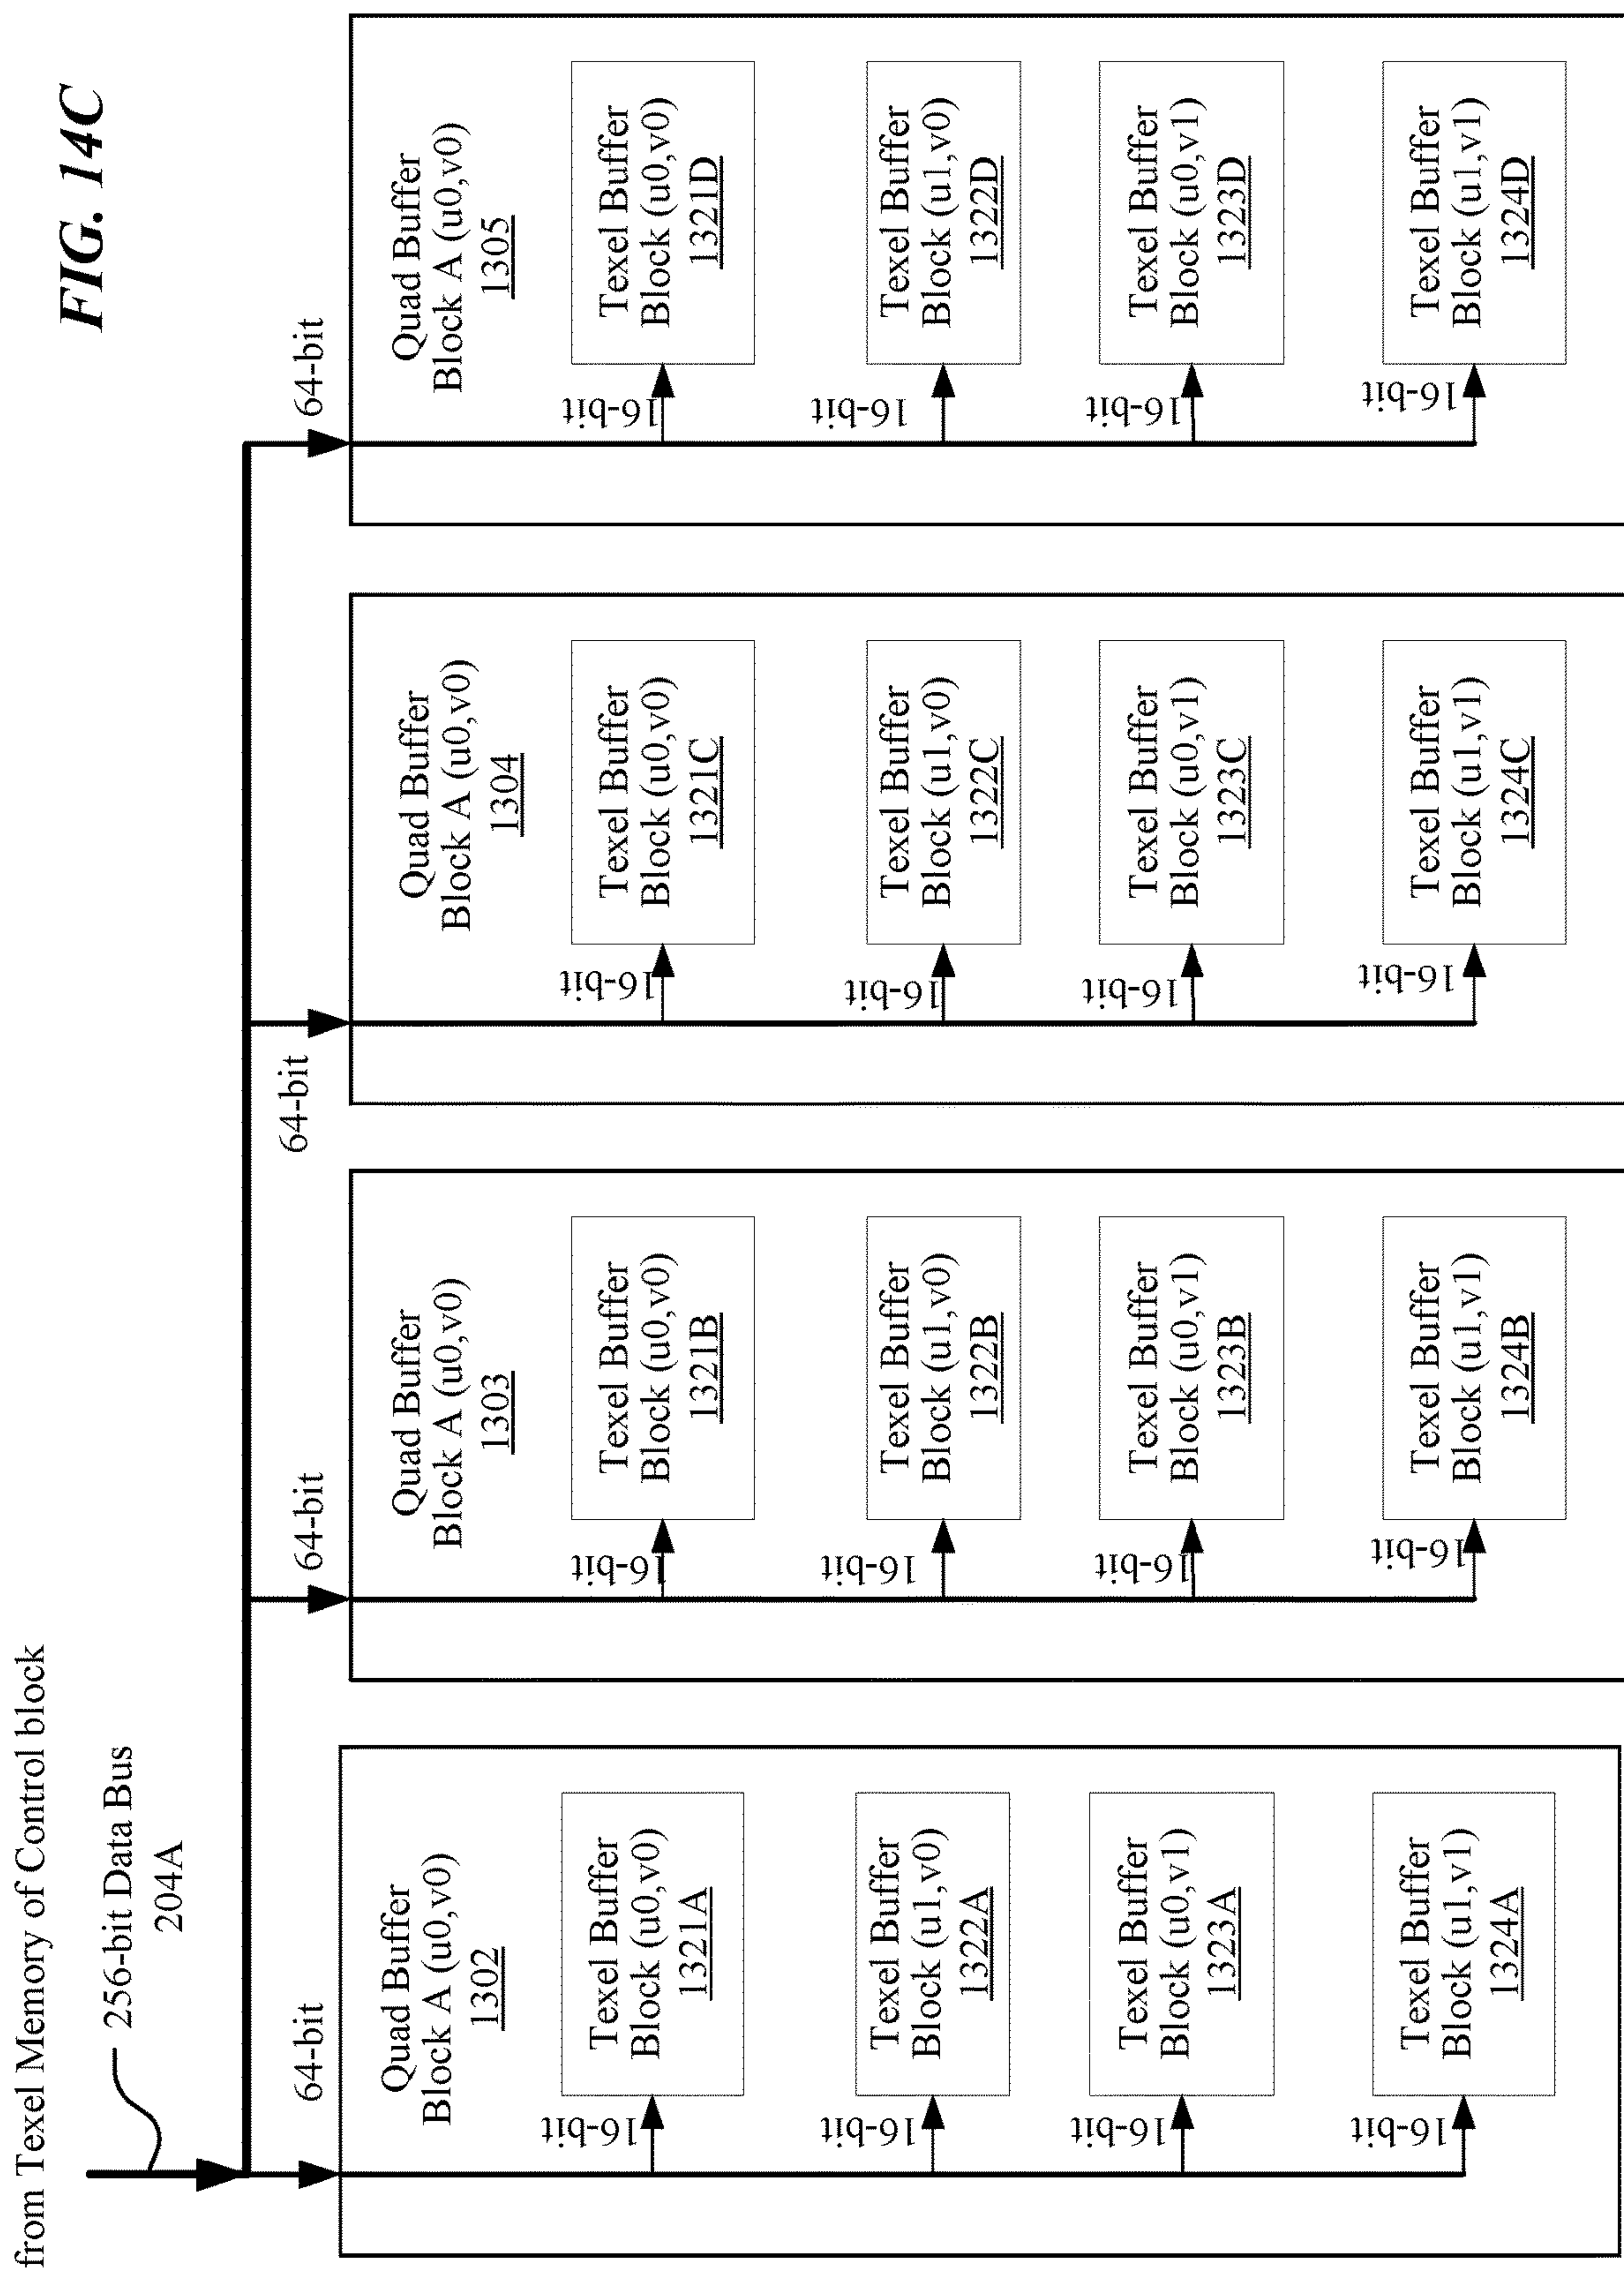 FIG. 14C
from Texel Memory of Control block
256-bit Data Bus
204A
64-bit
Quad Buffer
Block A (u0,v0)
1302
16-bit
Texel Buffer
Block (u0,v0)
1321A
16-bit
Texel Buffer
Block (u1,v0)
1322A
16-bit
Texel Buffer
Block (u0,v1)
1323A
16-bit
Texel Buffer
Block (u1,v1)
1324A
64-bit
Quad Buffer
Block A (u0,v0)
1303
16-bit
Texel Buffer
Block (u0,v0)
1321B
16-bit
Texel Buffer
Block (u1,v0)
1322B
16-bit
Texel Buffer
Block (u0,v1)
1323B
16-bit
Texel Buffer
Block (u1,v1)
1324B
64-bit
Quad Buffer
Block A (u0,v0)
1304
16-bit
Texel Buffer
Block (u0,v0)
1321C
16-bit
Texel Buffer
Block (u1,v0)
1322C
16-bit
Texel Buffer
Block (u0,v1)
1323C
16-bit
Texel Buffer
Block (u1,v1)
1324C
64-bit
Quad Buffer
Block A (u0,v0)
1305
16-bit
Texel Buffer
Block (u0,v0)
1321D
16-bit
Texel Buffer
Block (u1,v0)
1322D
16-bit
Texel Buffer
Block (u0,v1)
1323D
16-bit
Texel Buffer
Block (u1,v1)
1324D